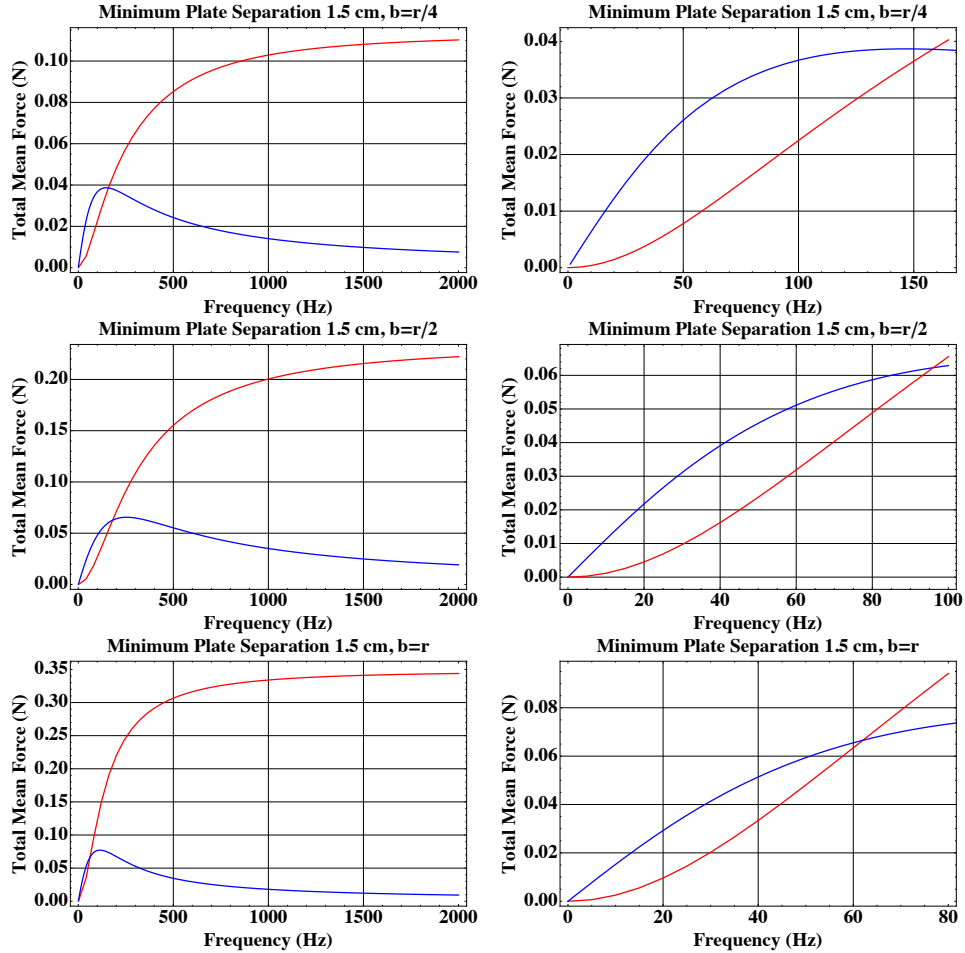 Minimum Plate Separation 1.5 cm, b=r/4
Total Mean Force (N)
0.10
0.08
0.06
0.04
0.02
0.00
0 500 1000 1500 2000
Frequency (Hz)
Minimum Plate Separation 1.5 cm, b=r/4
Total Mean Force (N)
0.04
0.03
0.02
0.01
0.00
0 50 100 150
Frequency (Hz)
Minimum Plate Separation 1.5 cm, b=r/2
Total Mean Force (N)
0.20
0.15
0.10
0.05
0.00
0 500 1000 1500 2000
Frequency (Hz)
Minimum Plate Separation 1.5 cm, b=r/2
Total Mean Force (N)
0.06
0.05
0.04
0.03
0.02
0.01
0.00
0 20 40 60 80 100
Frequency (Hz)
Minimum Plate Separation 1.5 cm, b=r
Total Mean Force (N)
0.35
0.30
0.25
0.20
0.15
0.10
0.05
0.00
0 500 1000 1500 2000
Frequency (Hz)
Minimum Plate Separation 1.5 cm, b=r
Total Mean Force (N)
0.08
0.06
0.04
0.02
0.00
0 20 40 60 80
Frequency (Hz)